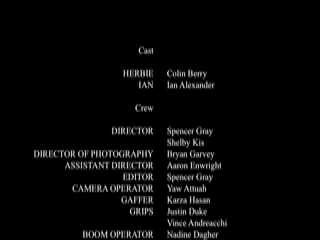 Cast
HERBIE Colin Berry
IAN Ian Alexander
Crew
DIRECTOR Spencer Gray
Shelby Kis
DIRECTOR OF PHOTOGRAPHY Bryan Garvey
ASSISTANT DIRECTOR Aaron Enwright
EDITOR Spencer Gray
CAMERA OPERATOR Yaw Attuah
GAFFER Karza Hasan
GRIPS Justin Duke
Vince Andreacchi
BOOM OPERATOR Nadine Dagher